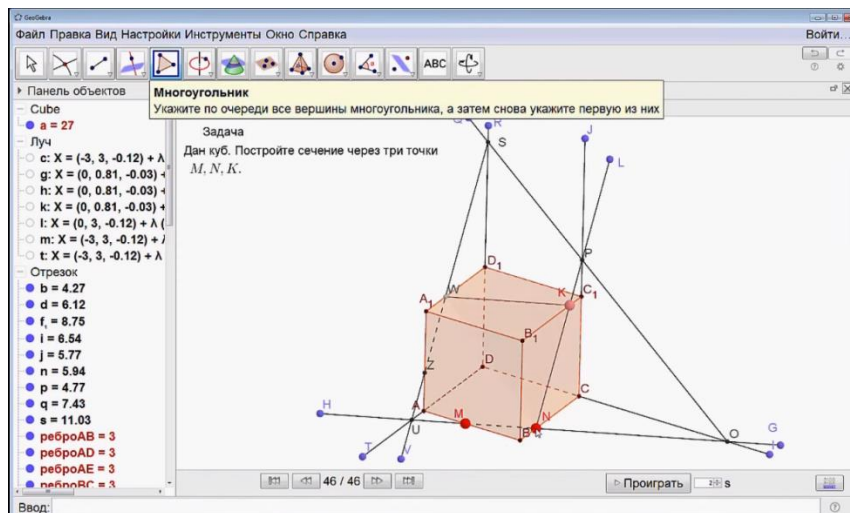 GeoGebra
Файл Правка Вид Настройки Инструменты Окно Справка
Войти...
ABC
Панель объектов
Многоугольник
Укажите по очереди все вершины многоугольника, а затем снова укажите первую из них
Cube
a = 27
Луч
c: X = (-3, 3, -0.12) + λ
g: X = (0, 0.81, -0.03) +
h: X = (0, 0.81, -0.03) +
k: X = (0, 0.81, -0.03) +
l: X = (0, 3, -0.12) + λ (
m: X = (-3, 3, -0.12) +
t: X = (-3, 3, -0.12) + λ
Отрезок
b = 4.27
d = 6.12
f₁ = 8.75
i = 6.54
j = 5.77
n = 5.94
p = 4.77
q = 7.43
s = 11.03
реброAB = 3
реброAD = 3
реброAE = 3
реброBC = 3
Задача
Дан куб. Постройте сечение через три точки
M, N, K.
R
S
J
L
P
D₁
W
K
C₁
A₁
B₁
Z
D
C
H
A
M
N
U
B
O
G
T
V
I
46 / 46
Проиграть
2 s
Ввод: